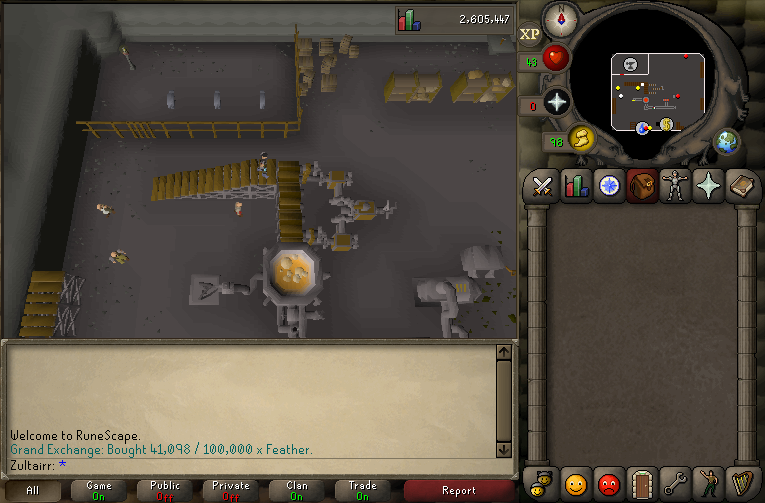 2,605,447
XP
N
43
0
98
$
Welcome to RuneScape.
Grand Exchange: Bought 41,098 / 100,000 x Feather.
Zultairr: *
All
Game
On
Public
Off
Private
Off
Clan
On
Trade
On
Report